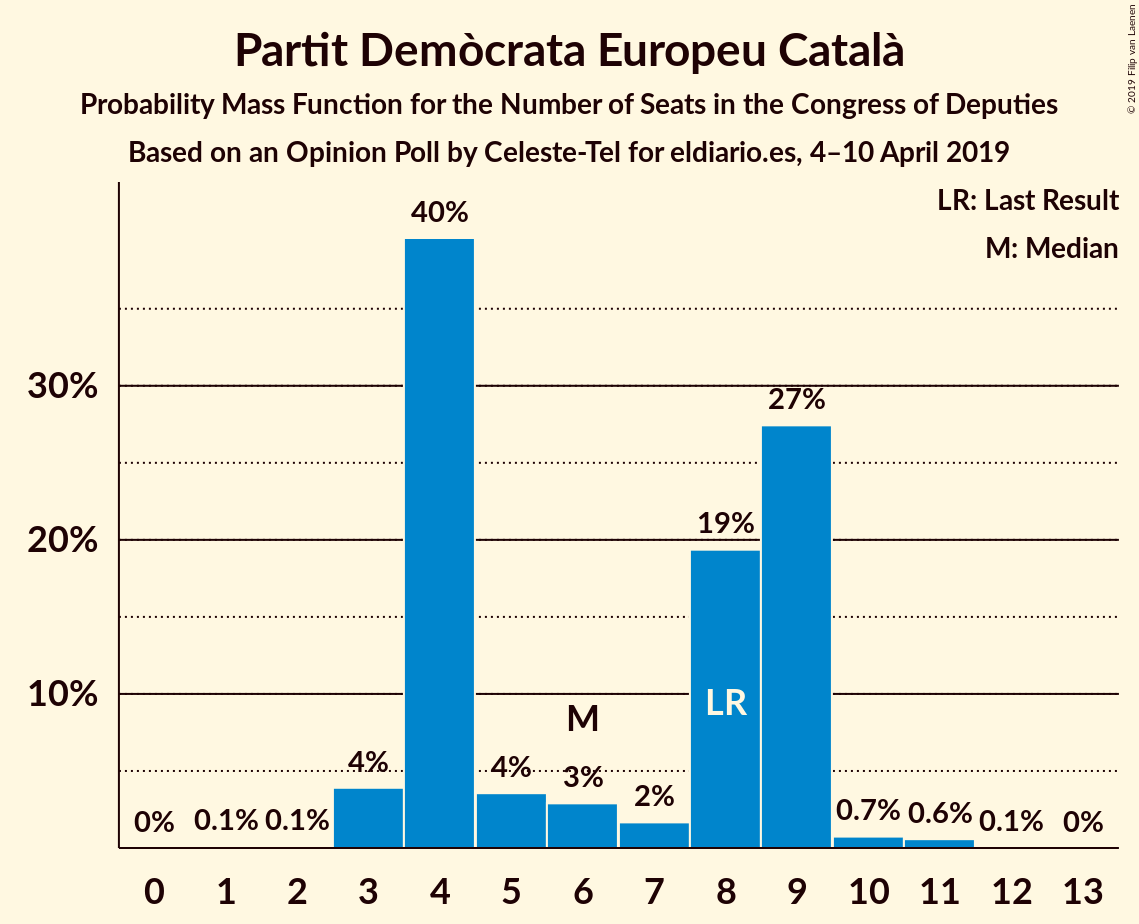 Partit Demòcrata Europeu Català
Probability Mass Function for the Number of Seats in the Congress of Deputies
Based on an Opinion Poll by Celeste-Tel for eldiario.es, 4–10 April 2019
© 2019 Filip van Laenen
LR: Last Result
M: Median
40%
30%
27%
20%
19%
10%
LR
M
4%
4%
3%
2%
0%
0.1%
0.1%
0.7%
0.6%
0.1%
0%
0 1 2 3 4 5 6 7 8 9 10 11 12 13